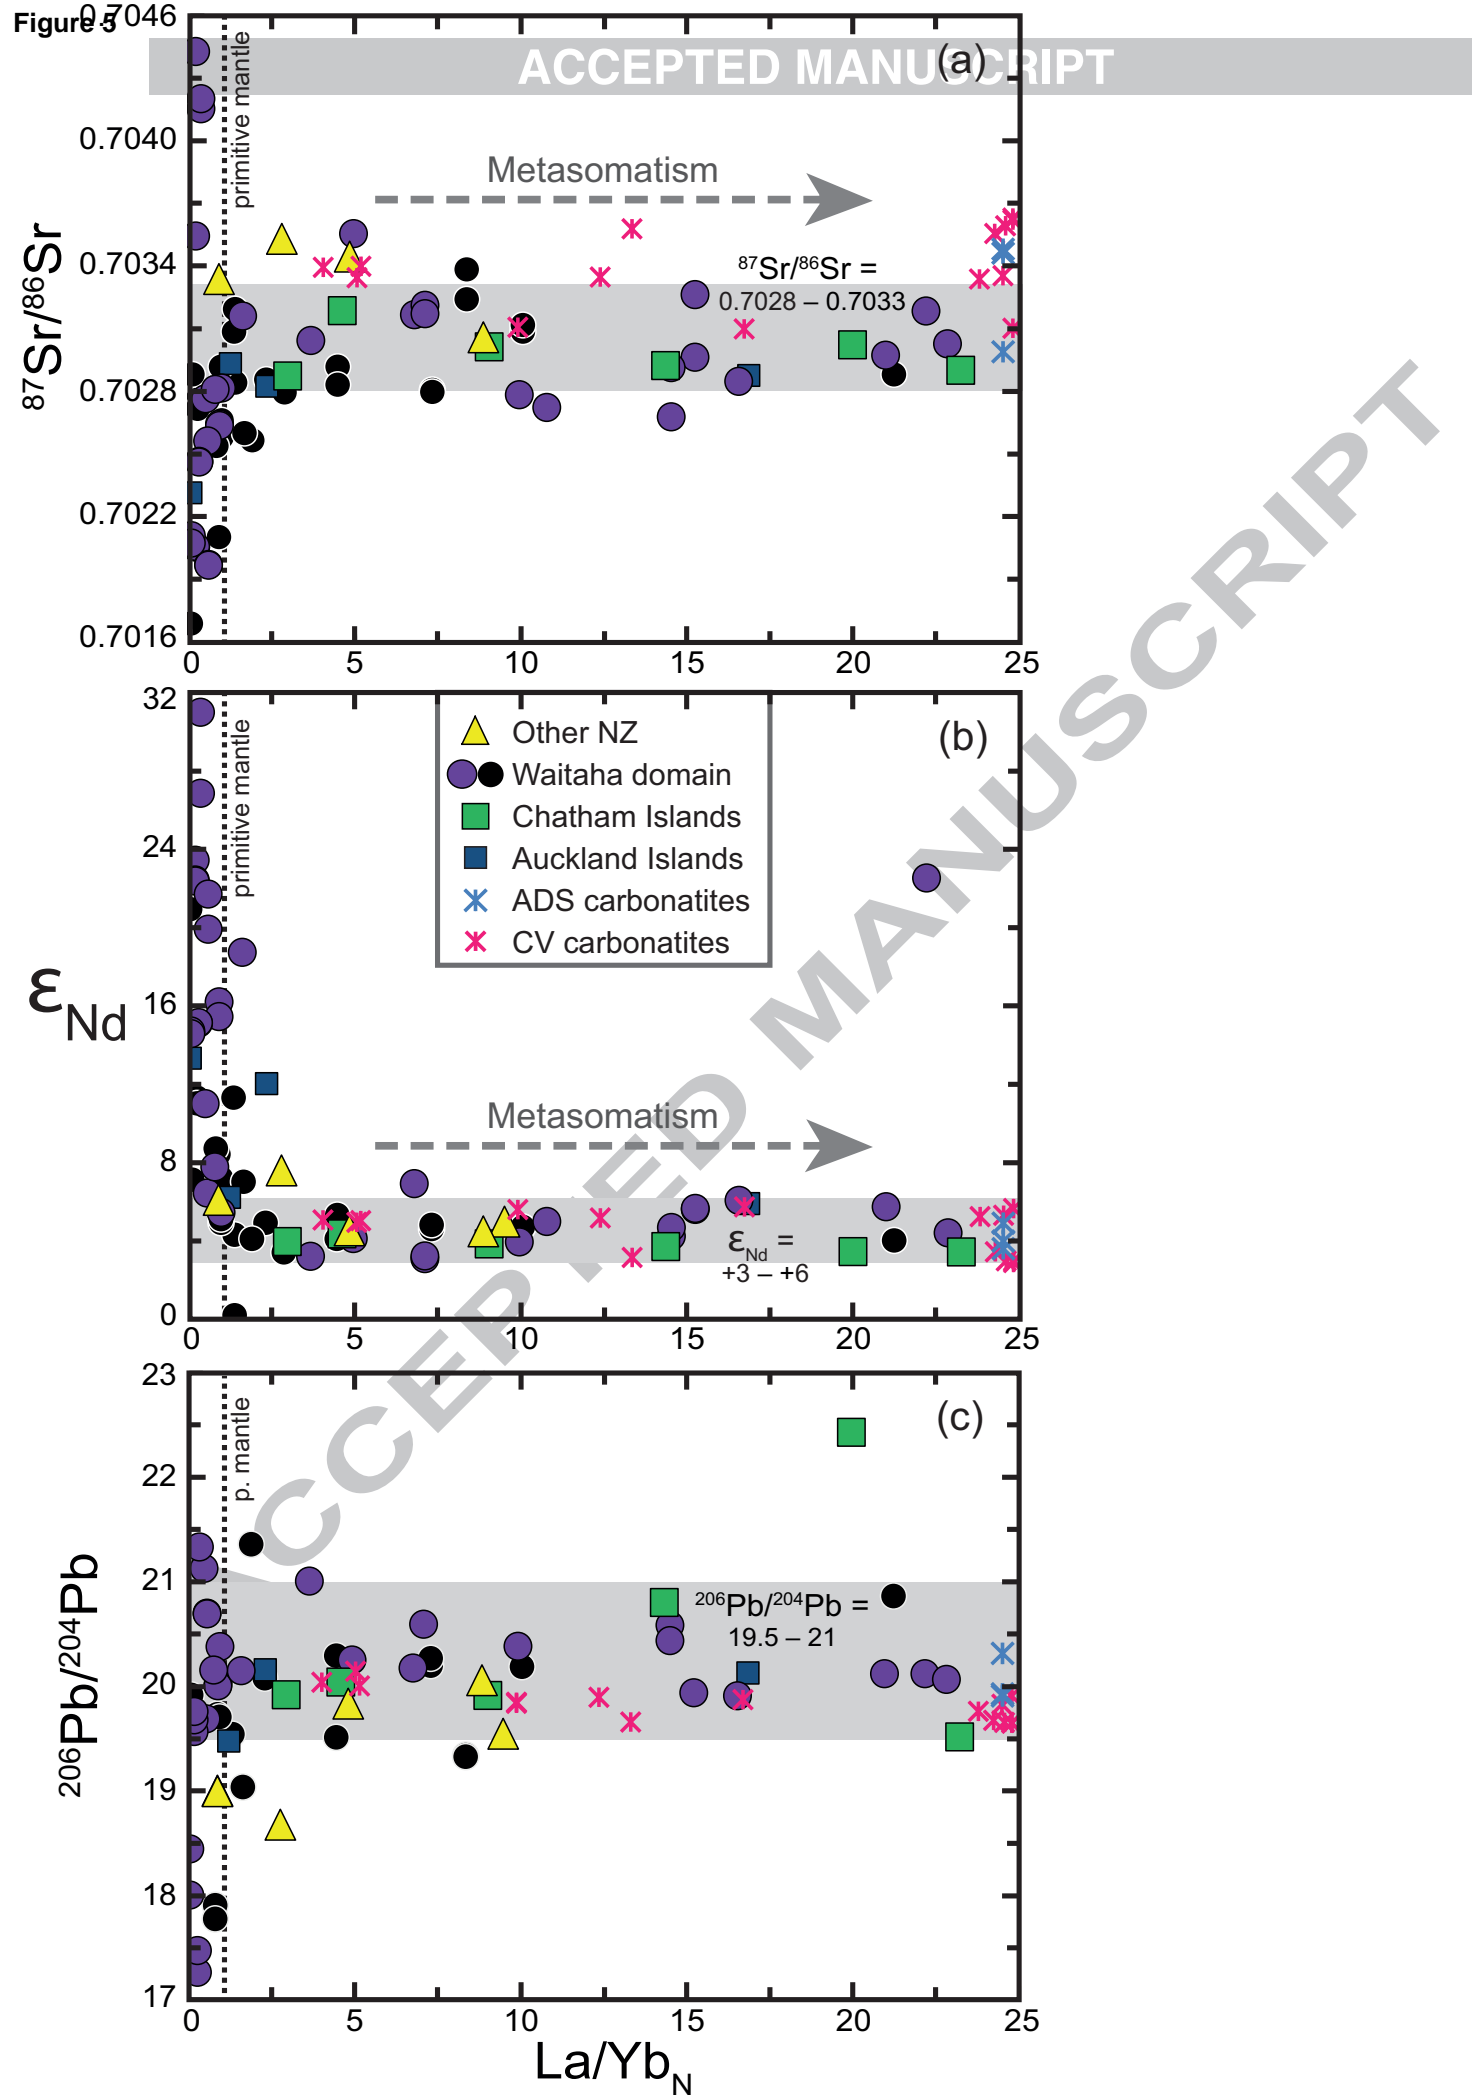 Figure 5
ACCEPTED MANUSCRIPT
(a)
0.7046
0.7040
0.7034
0.7028
0.7022
0.7016
87Sr/86Sr
primitive mantle
Metasomatism
87Sr/86Sr =
0.7028 – 0.7033
0 5 10 15 20 25
(b)
32
24
16
8
0
εNd
primitive mantle
Other NZ
Waitaha domain
Chatham Islands
Auckland Islands
ADS carbonatites
CV carbonatites
Metasomatism
εNd =
+3 – +6
0 5 10 15 20 25
(c)
23
22
21
20
19
18
17
206Pb/204Pb
p. mantle
206Pb/204Pb =
19.5 – 21
0 5 10 15 20 25
La/YbN
ACCEPTED MANUSCRIPT